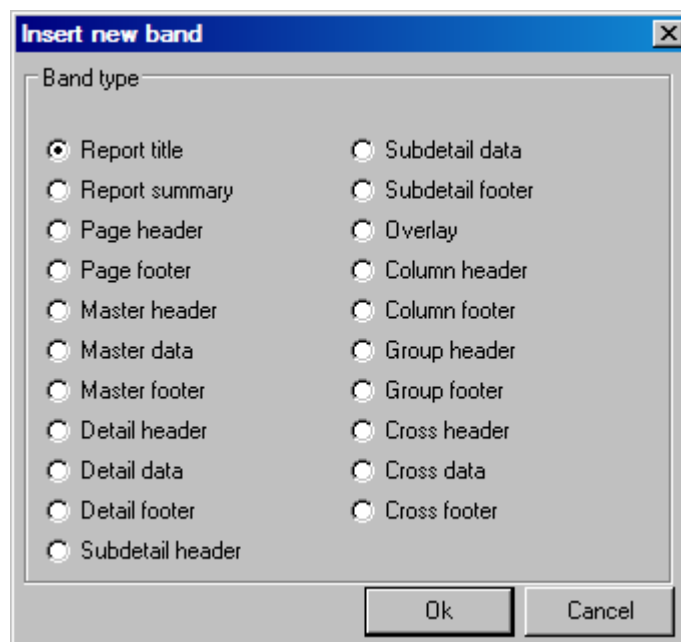 Insert new band
Band type
Report title
Report summary
Page header
Page footer
Master header
Master data
Master footer
Detail header
Detail data
Detail footer
Subdetail header
Subdetail data
Subdetail footer
Overlay
Column header
Column footer
Group header
Group footer
Cross header
Cross data
Cross footer
Ok
Cancel